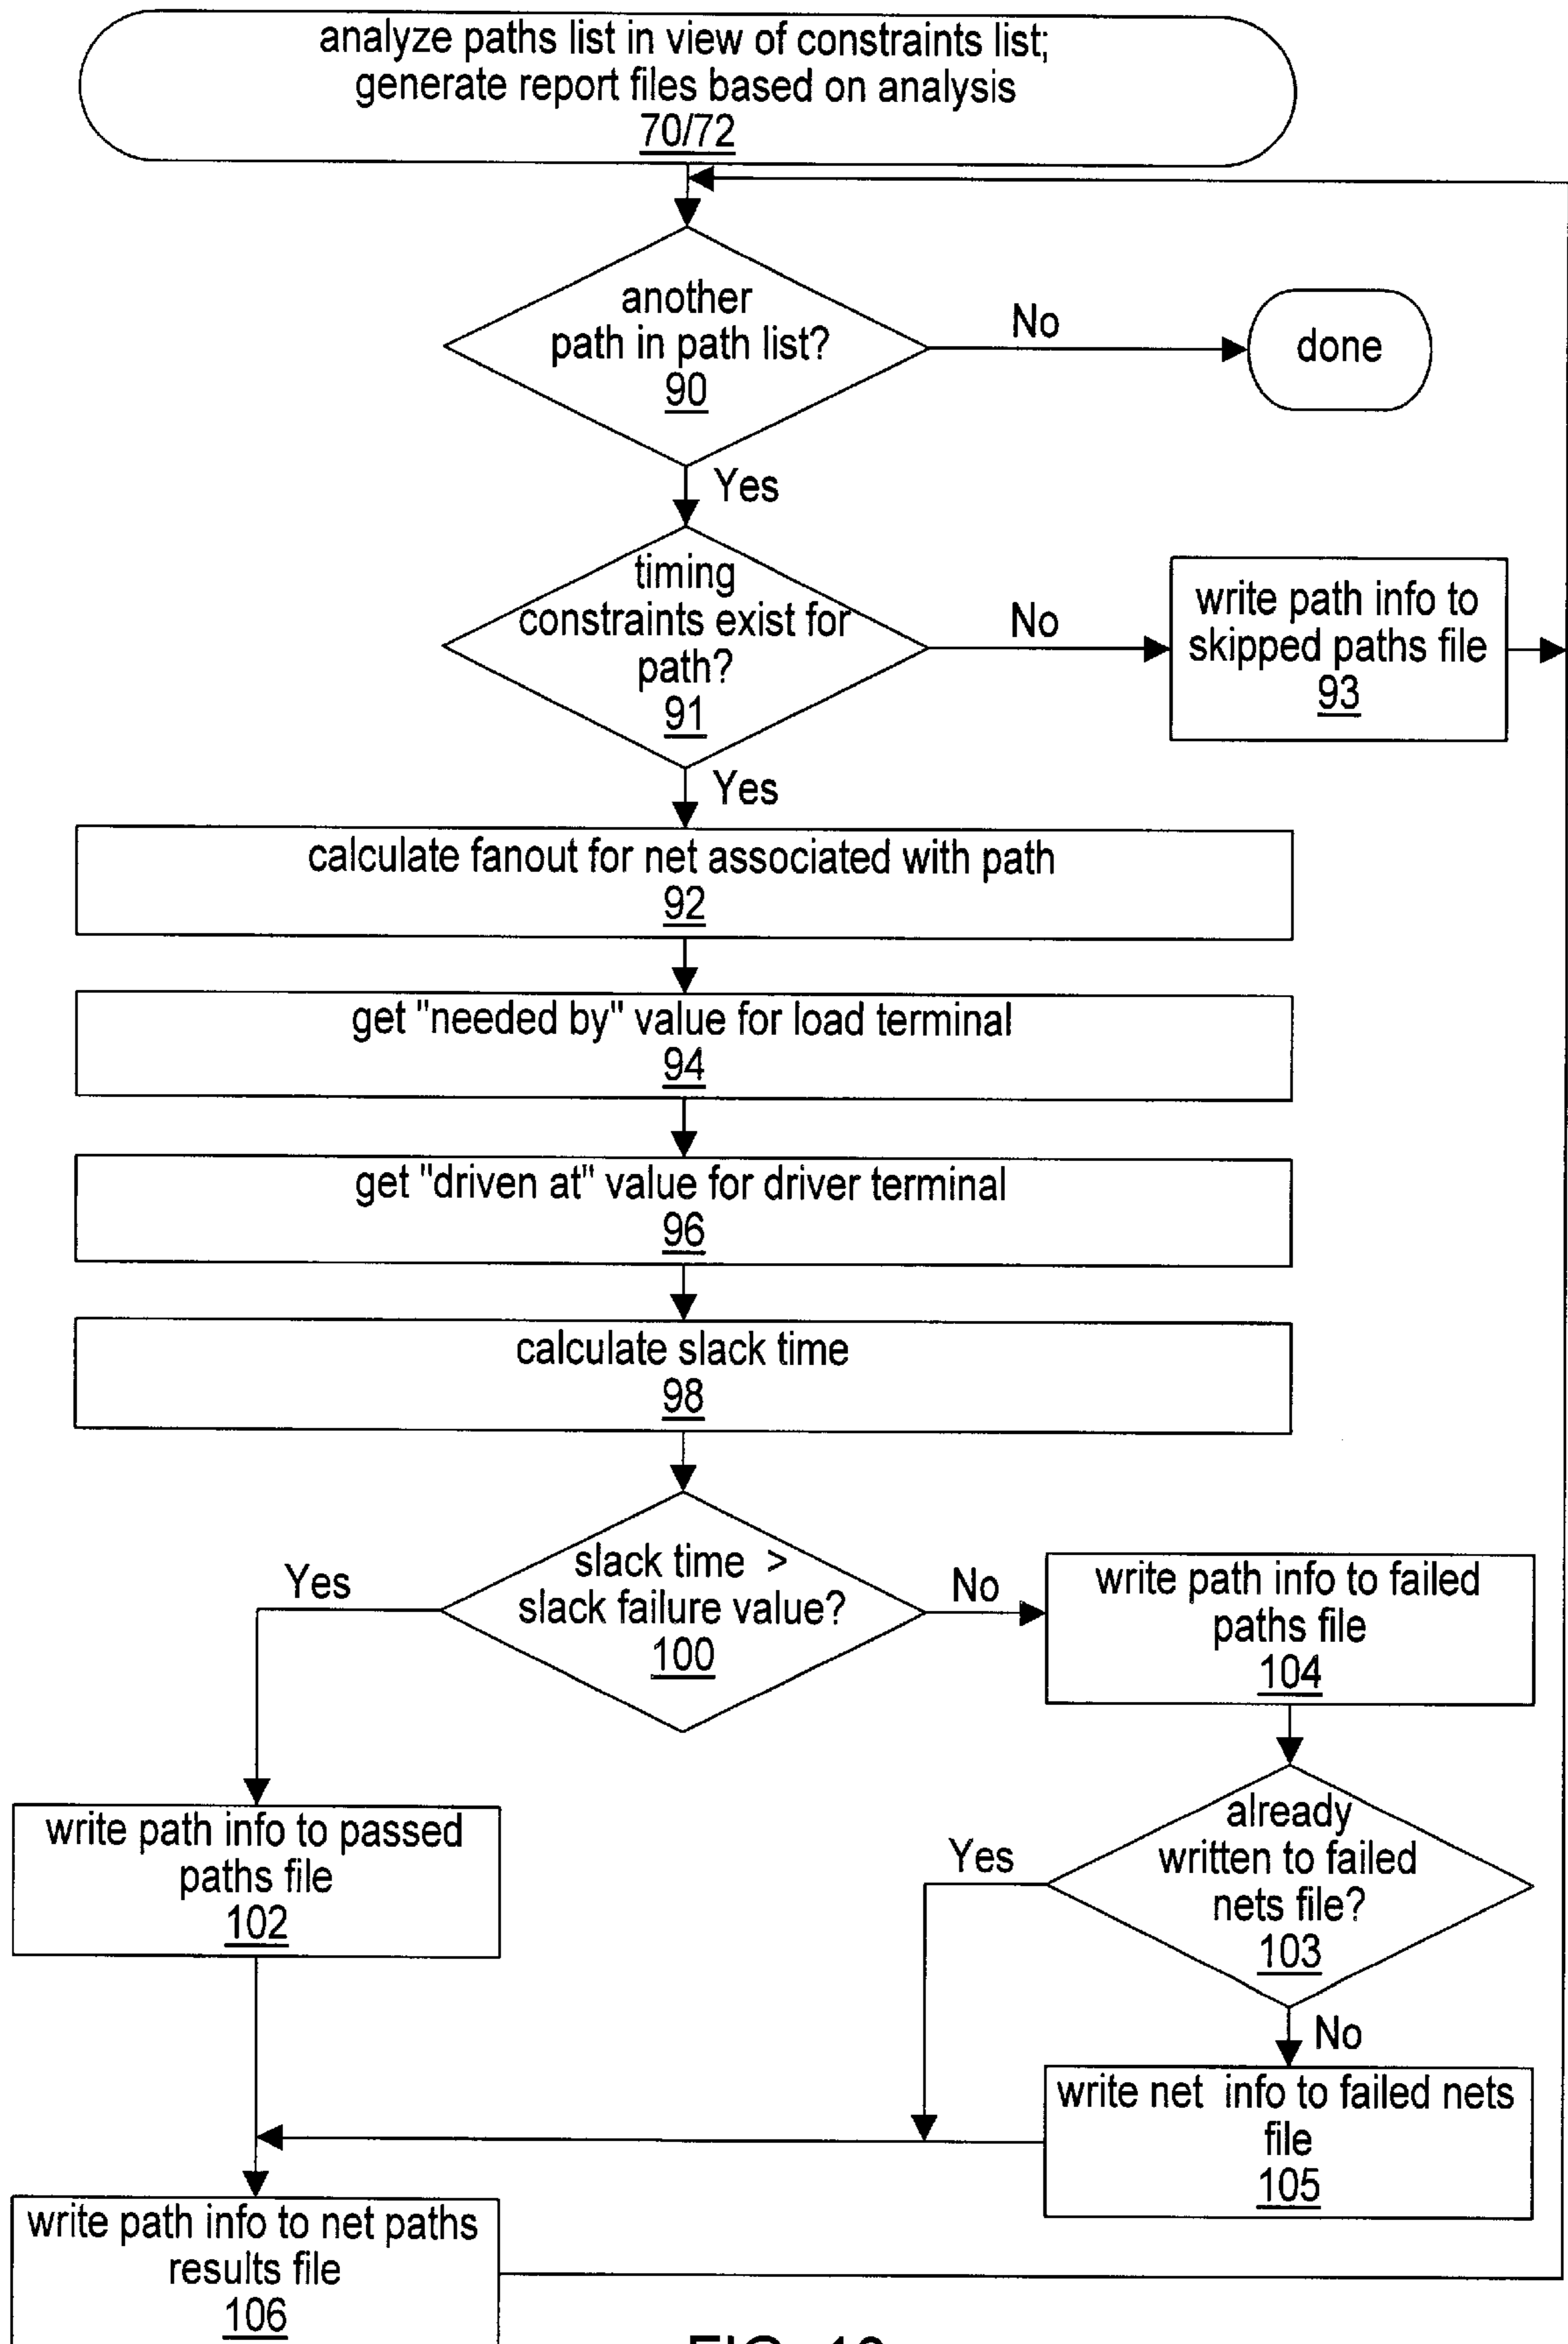 analyze paths list in view of constraints list;
generate report files based on analysis
70/72
another
path in path list?
90
No
done
Yes
timing
constraints exist for
path?
91
No
write path info to
skipped paths file
93
Yes
calculate fanout for net associated with path
92
get "needed by" value for load terminal
94
get "driven at" value for driver terminal
96
calculate slack time
98
slack time >
slack failure value?
100
Yes
No
write path info to failed
paths file
104
write path info to passed
paths file
102
already
written to failed
nets file?
103
Yes
No
write net info to failed nets
file
105
write path info to net paths
results file
106